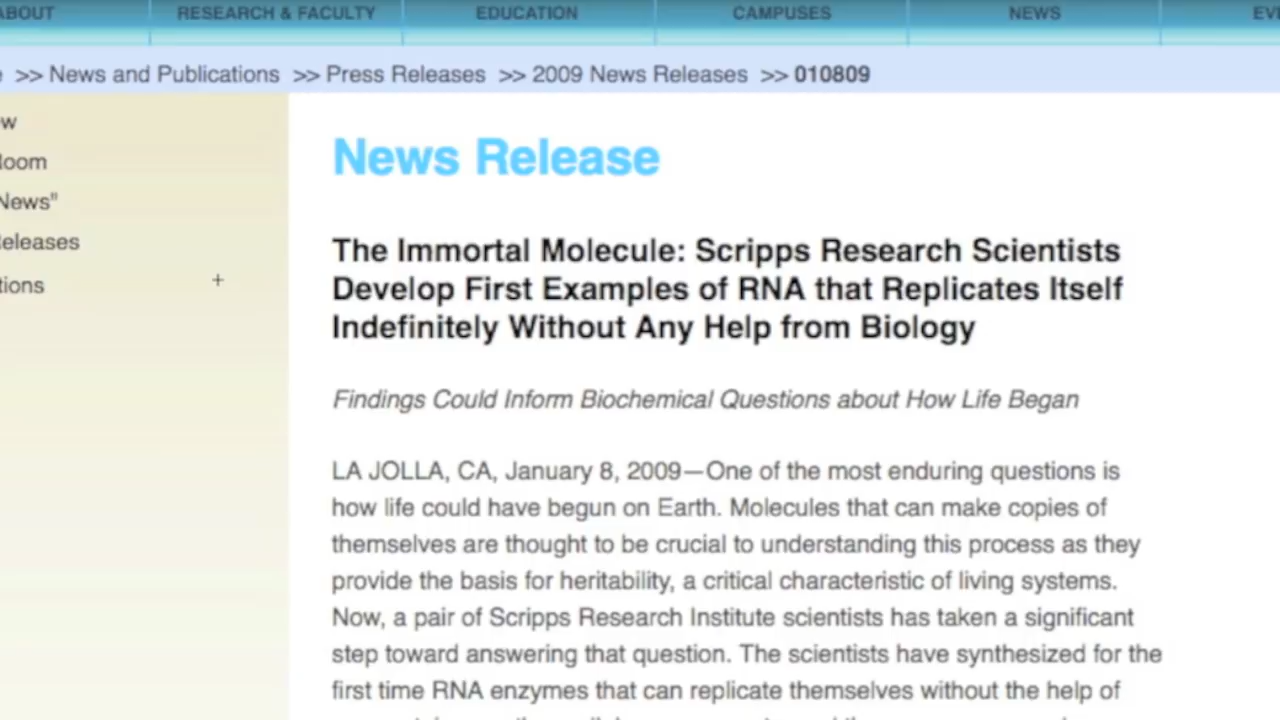 ABOUT RESEARCH & FACULTY EDUCATION CAMPUSES NEWS
>> News and Publications >> Press Releases >> 2009 News Releases >> 010809
News"
News Release
The Immortal Molecule: Scripps Research Scientists
Develop First Examples of RNA that Replicates Itself
Indefinitely Without Any Help from Biology
Findings Could Inform Biochemical Questions about How Life Began
LA JOLLA, CA, January 8, 2009—One of the most enduring questions is
how life could have begun on Earth. Molecules that can make copies of
themselves are thought to be crucial to understanding this process as they
provide the basis for heritability, a critical characteristic of living systems.
Now, a pair of Scripps Research Institute scientists has taken a significant
step toward answering that question. The scientists have synthesized for the
first time RNA enzymes that can replicate themselves without the help of